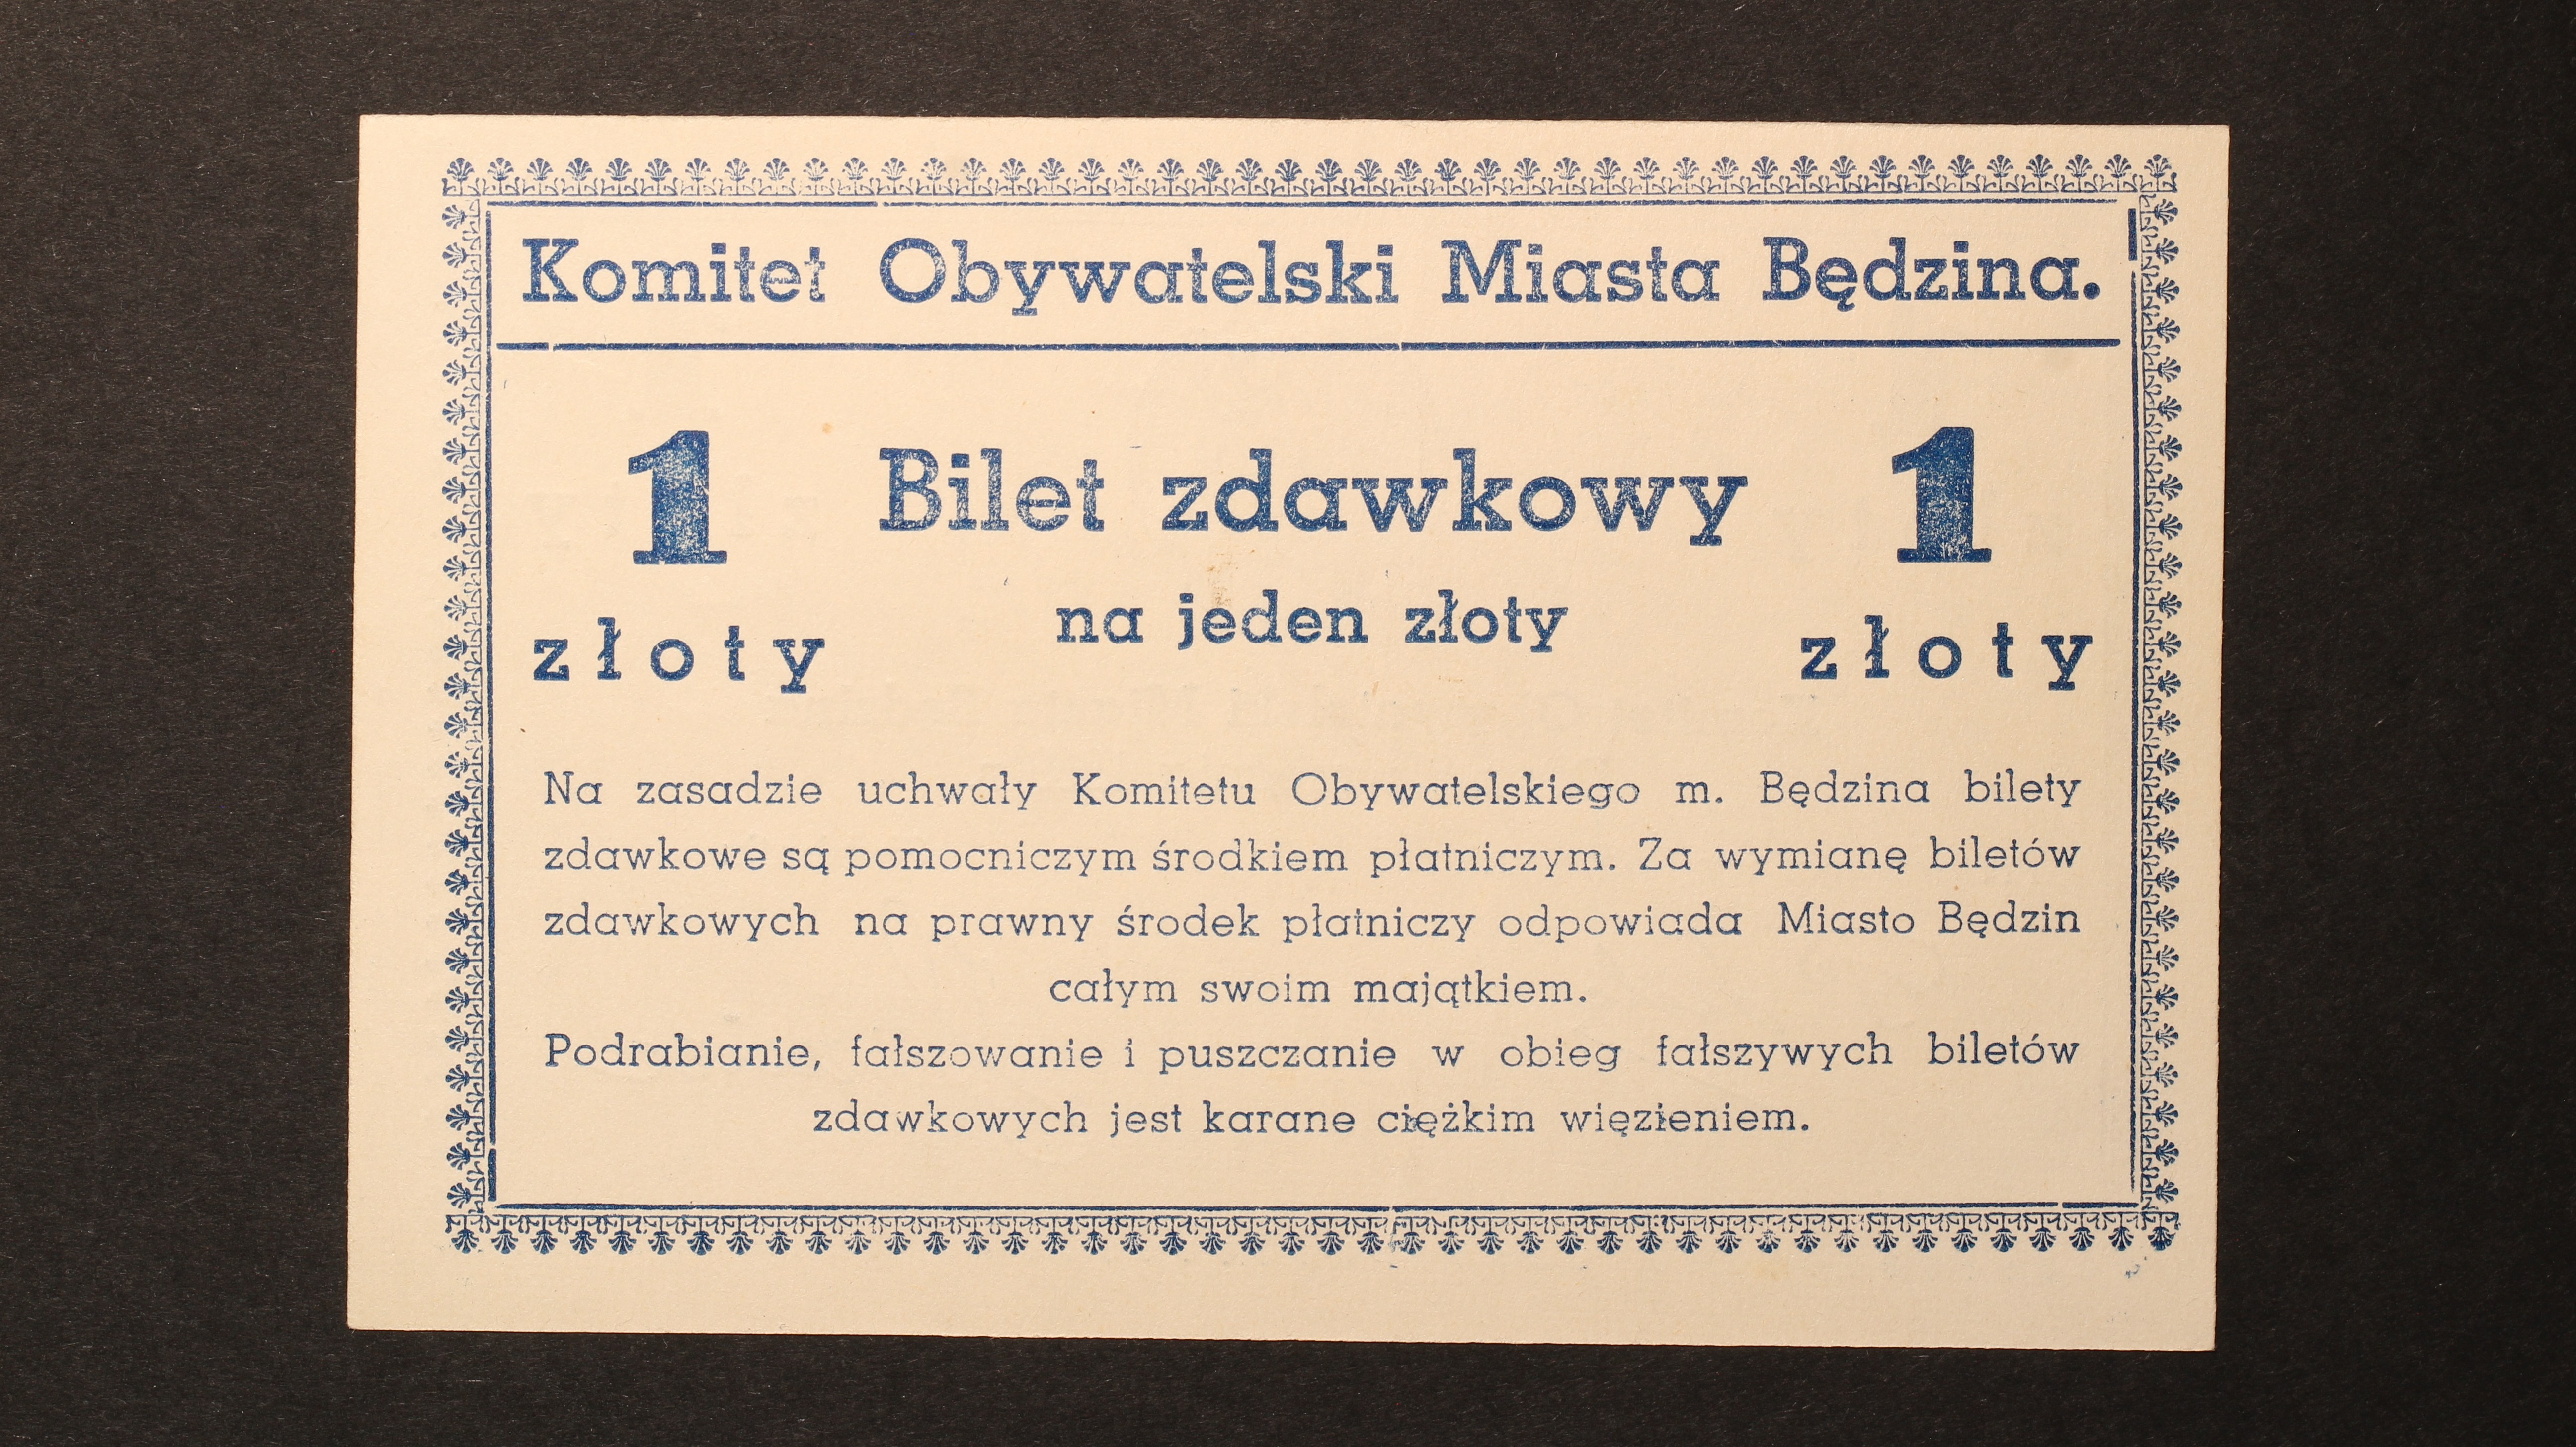 Komitet Obywatelski Miasta Będzina.
1 Bilet zdawkowy 1
na jeden złoty
złoty złoty
Na zasadzie uchwały Komitetu Obywatelskiego m. Będzina bilety
zdawkowe są pomocniczym środkiem płatniczym. Za wymianę biletów
zdawkowych na prawny środek płatniczy odpowiada Miasto Będzin
całym swoim majątkiem.
Podrabianie, fałszowanie i puszczanie w obieg fałszywych biletów
zdawkowych jest karane ciężkim więzieniem.